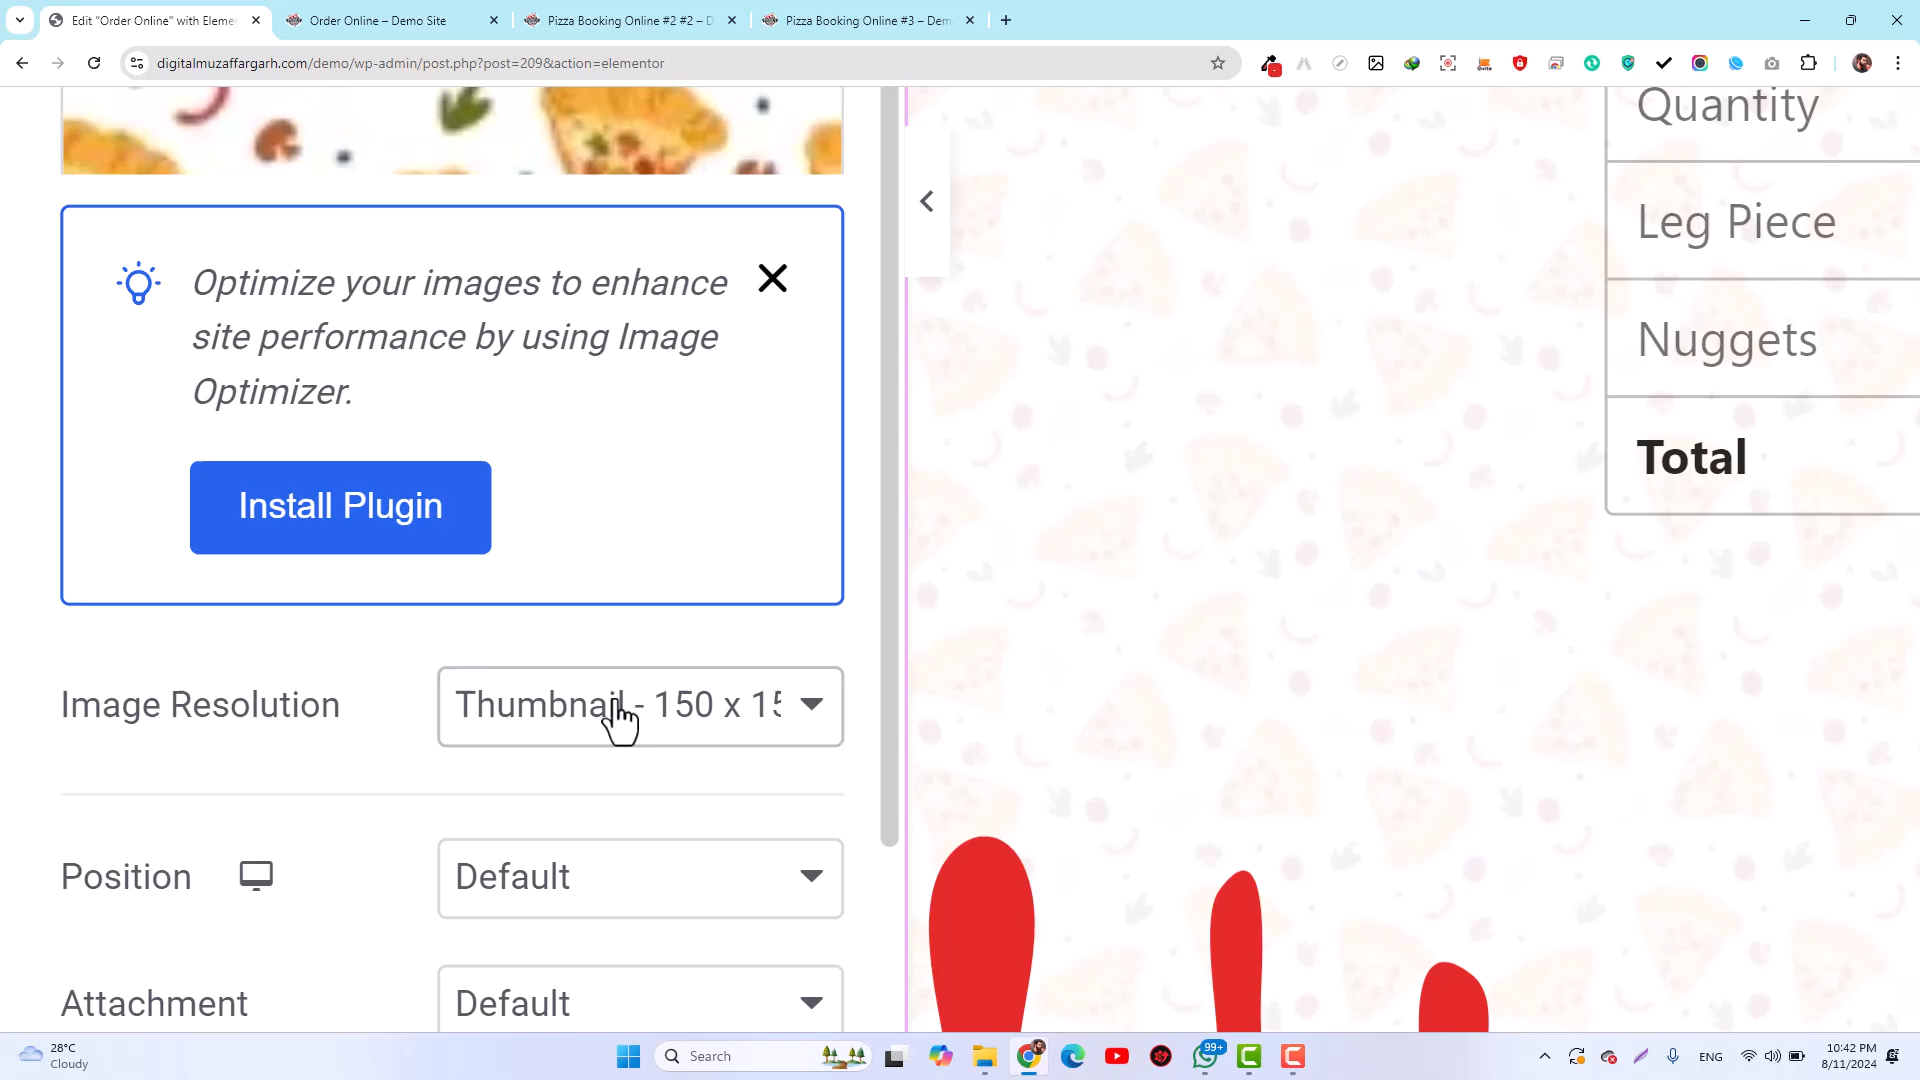 Edit "Order Online" with Elemen
Order Online – Demo Site
Pizza Booking Online #2 #2 – D
Pizza Booking Online #3 – Dem
digitalmuzaffargarh.com/demo/wp-admin/post.php?post=209&action=elementor
Optimize your images to enhance
site performance by using Image
Optimizer.
Install Plugin
Image Resolution
Thumbnail - 150 x 15
Position
Default
Attachment
Default
Quantity
Leg Piece
Nuggets
Total
28°C
Cloudy
Search
99+
ENG
10:42 PM
8/11/2024